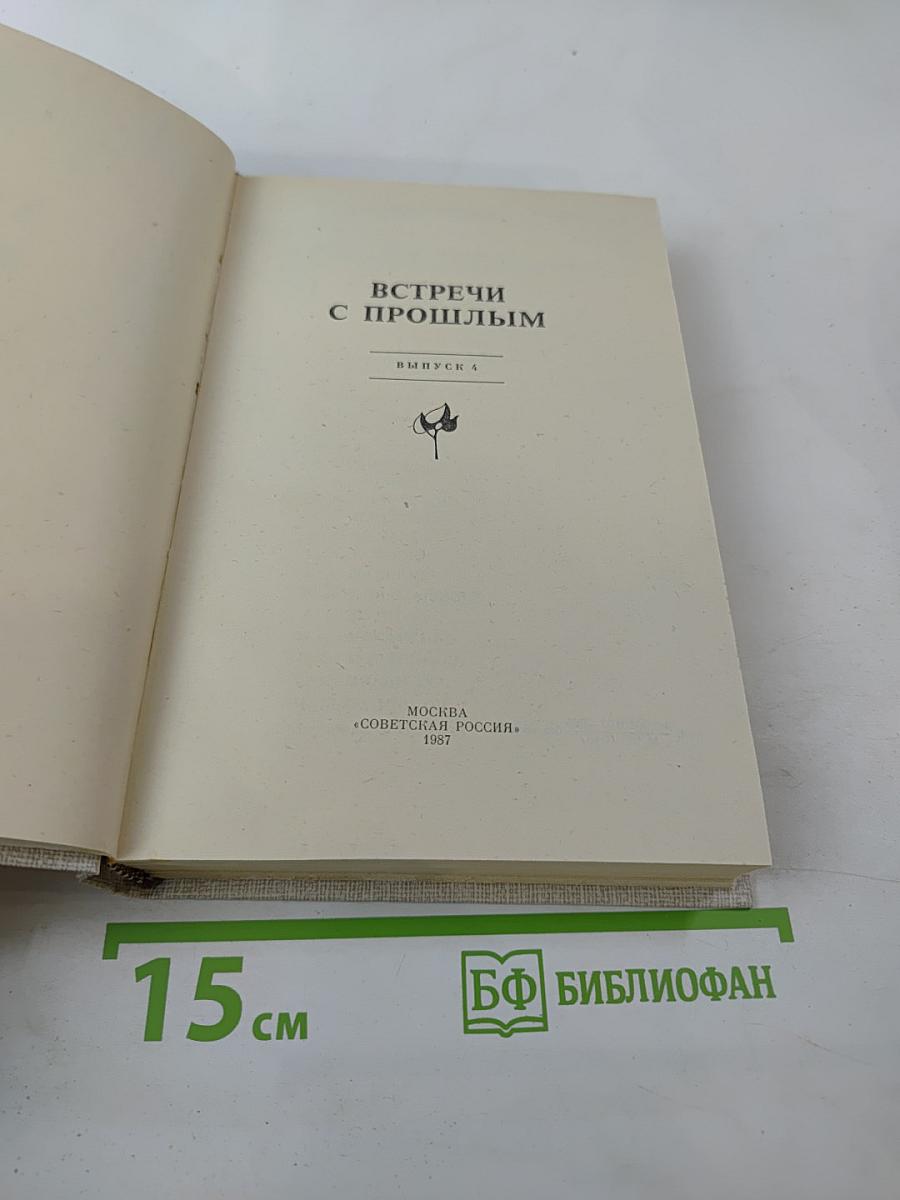 ВСТРЕЧИ
С ПРОШЛЫМ
ВЫПУСК 4
МОСКВА
«СОВЕТСКАЯ РОССИЯ»
1987
15 см
БФ БИБЛИОФАН